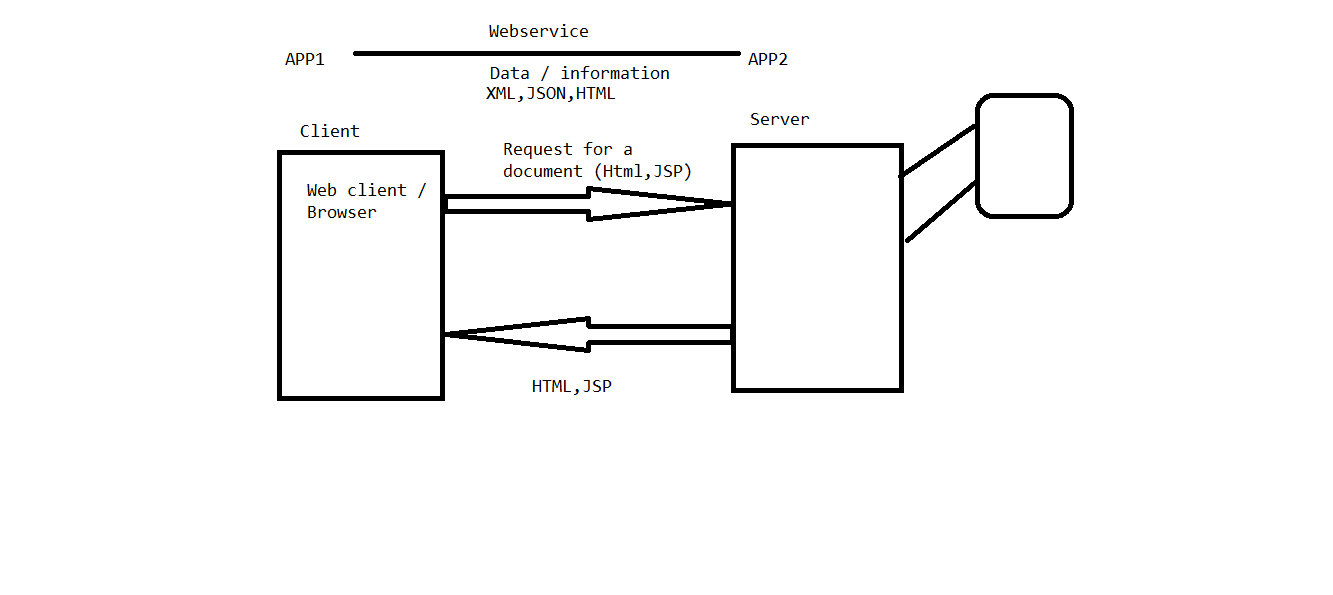 Webservice
APP1
APP2
Data / information
XML,JSON,HTML
Client
Server
Request for a
document (Html,JSP)
Web client /
Browser
HTML,JSP